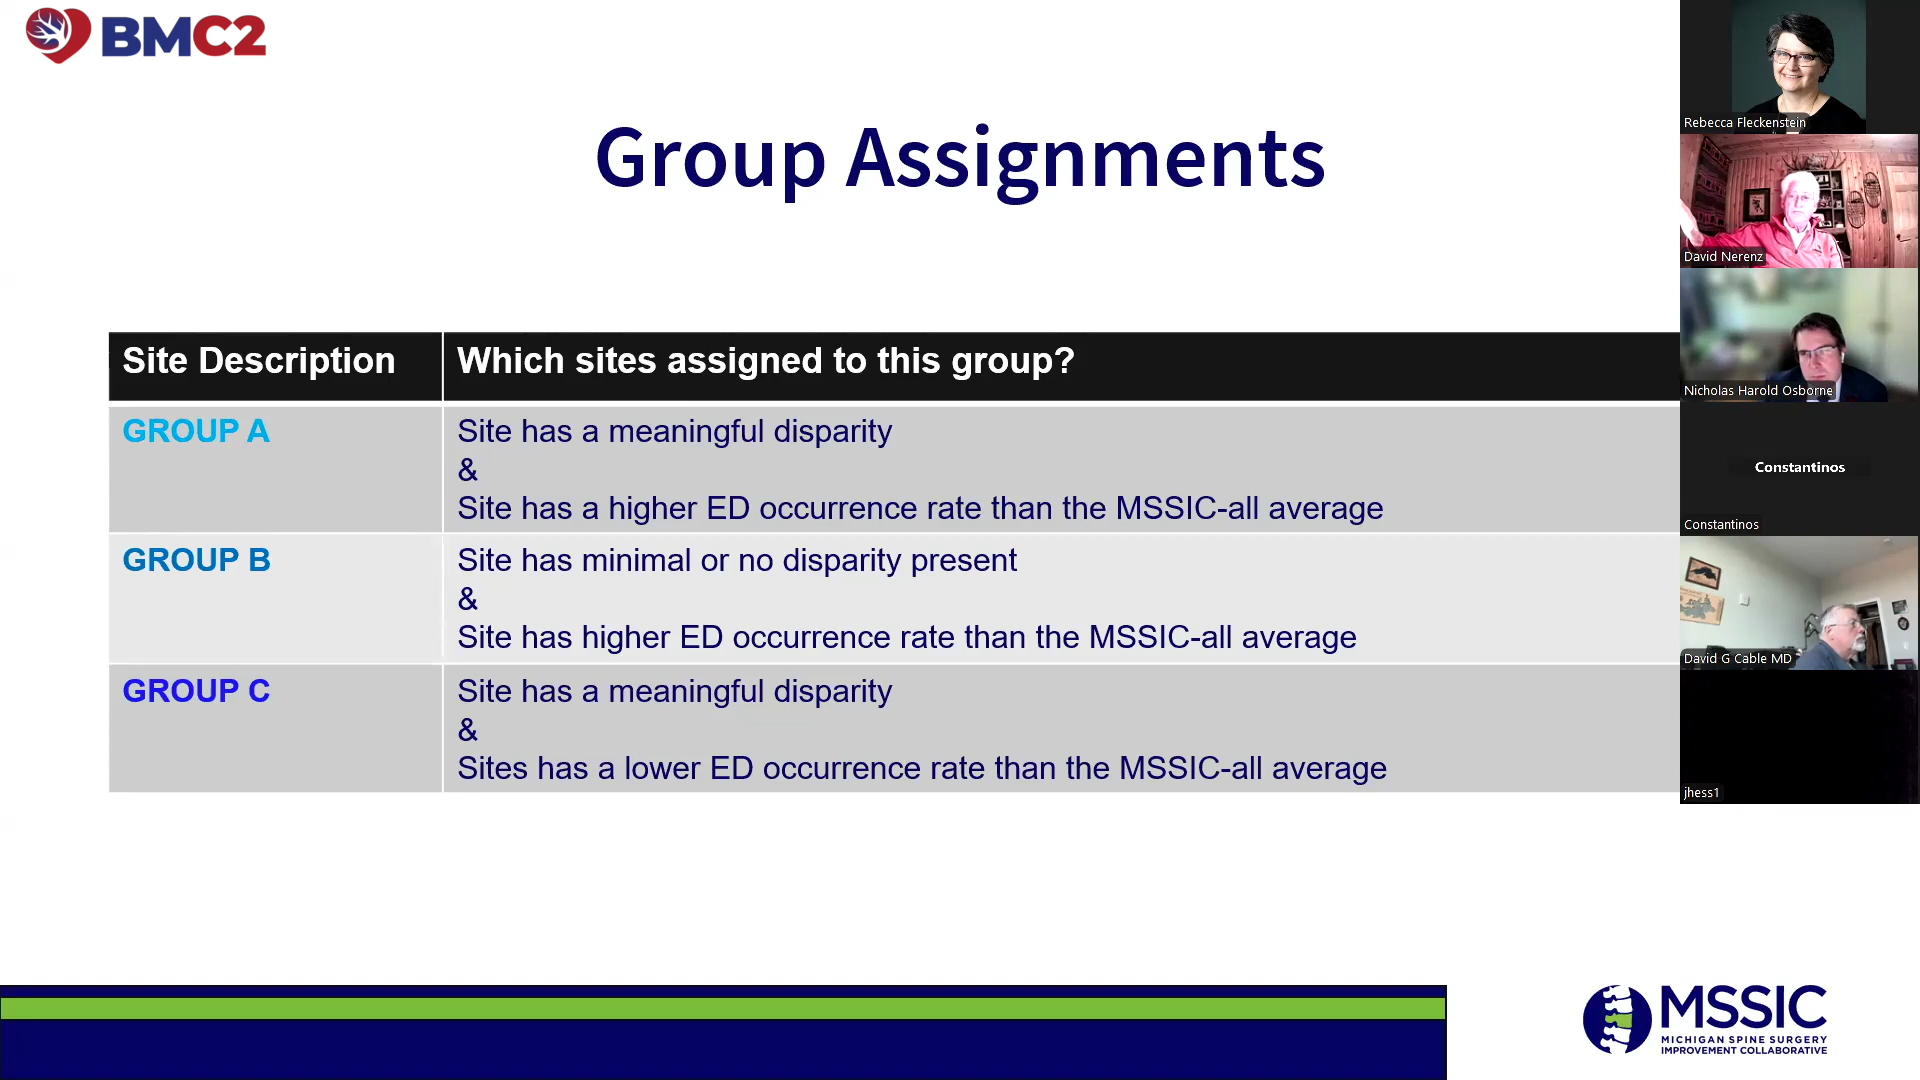 BMC2
Group Assignments
Site Description
Which sites assigned to this group?
GROUP A
Site has a meaningful disparity
&
Site has a higher ED occurrence rate than the MSSIC-all average
GROUP B
Site has minimal or no disparity present
&
Site has higher ED occurrence rate than the MSSIC-all average
GROUP C
Site has a meaningful disparity
&
Sites has a lower ED occurrence rate than the MSSIC-all average
Rebecca Fleckenstein
David Nerenz
Nicholas Harold Osborne
Constantinos
Constantinos
David G Cable MD
jhess1
MSSIC
MICHIGAN SPINE SURGERY
IMPROVEMENT COLLABORATIVE